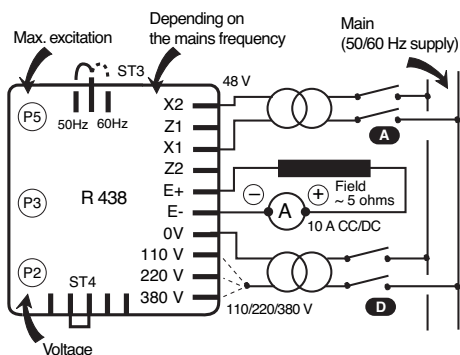 Max. excitation
Depending on
the mains frequency
Main
(50/60 Hz supply)
ST3
48 V
P5
50Hz 60Hz
X2
Z1
X1
Z2
E+
E-
0V
110 V
220 V
380 V
A
P3
R 438
Field
~ 5 ohms
− A +
10 A CC/DC
P2
ST4
110/220/380 V
D
Voltage